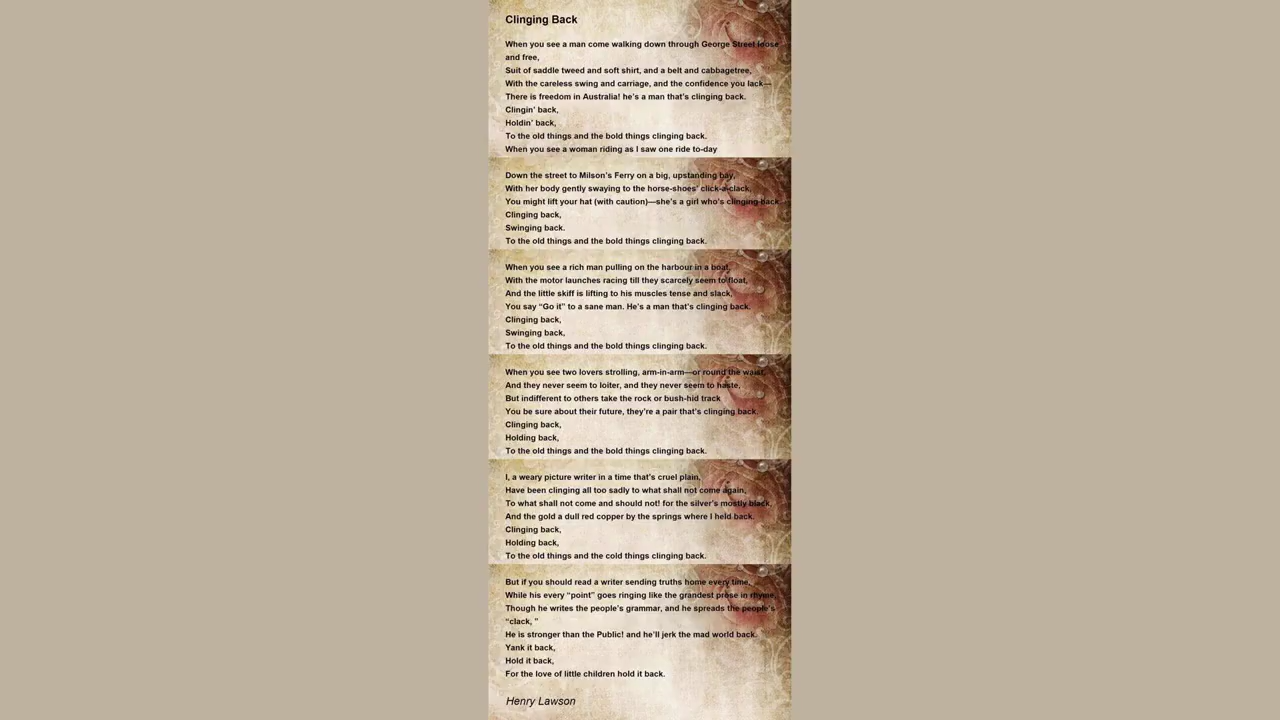 Clinging Back
When you see a man come walking down through George Street loose
and free,
Suit of saddle tweed and soft shirt, and a belt and cabbagetree,
With the careless swing and carriage, and the confidence you lack—
There is freedom in Australia! he's a man that's clinging back.
Clingin' back,
Holdin' back,
To the old things and the bold things clinging back.
When you see a woman riding as I saw one ride to-day
Down the street to Milson's Ferry on a big, upstanding bay,
With her body gently swaying to the horse-shoes' click-a-clack,
You might lift your hat (with caution)—she's a girl who's clinging back.
Clinging back,
Swinging back.
To the old things and the bold things clinging back.
When you see a rich man pulling on the harbour in a boat,
With the motor launches racing till they scarcely seem to float,
And the little skiff is lifting to his muscles tense and slack,
You say “Go it” to a sane man. He's a man that's clinging back.
Clinging back,
Swinging back,
To the old things and the bold things clinging back.
When you see two lovers strolling, arm-in-arm—or round the waist,
And they never seem to loiter, and they never seem to haste,
But indifferent to others take the rock or bush-hid track
You be sure about their future, they're a pair that's clinging back.
Clinging back,
Holding back,
To the old things and the bold things clinging back.
I, a weary picture writer in a time that's cruel plain,
Have been clinging all too sadly to what shall not come again,
To what shall not come and should not! for the silver's mostly black,
And the gold a dull red copper by the springs where I held back.
Clinging back,
Holding back,
To the old things and the cold things clinging back.
But if you should read a writer sending truths home every time,
While his every “point” goes ringing like the grandest prose in rhyme,
Though he writes the people's grammar, and he spreads the people's
“clack, ”
He is stronger than the Public! and he'll jerk the mad world back.
Yank it back,
Hold it back,
For the love of little children hold it back.
Henry Lawson